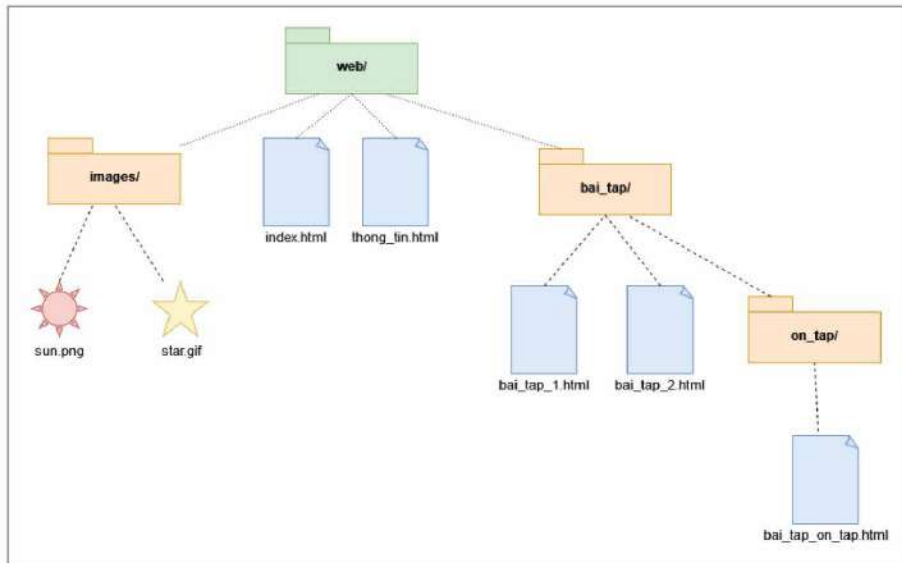 web/
images/
index.html
thong_tin.html
bai_tap/
sun.png
star.gif
bai_tap_1.html
bai_tap_2.html
on_tap/
bai_tap_on_tap.html